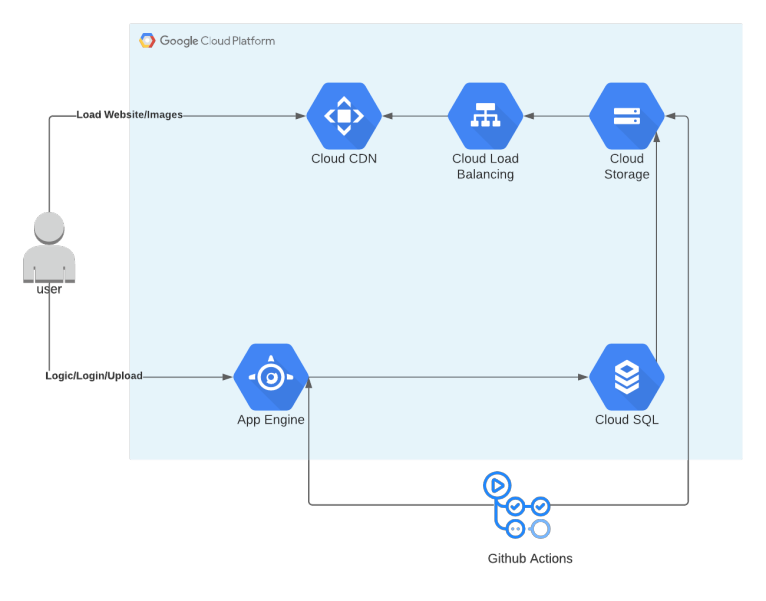 Google Cloud Platform
Load Website/Images
Cloud CDN
Cloud Load
Balancing
Cloud
Storage
user
Logic/Login/Upload
App Engine
Cloud SQL
Github Actions